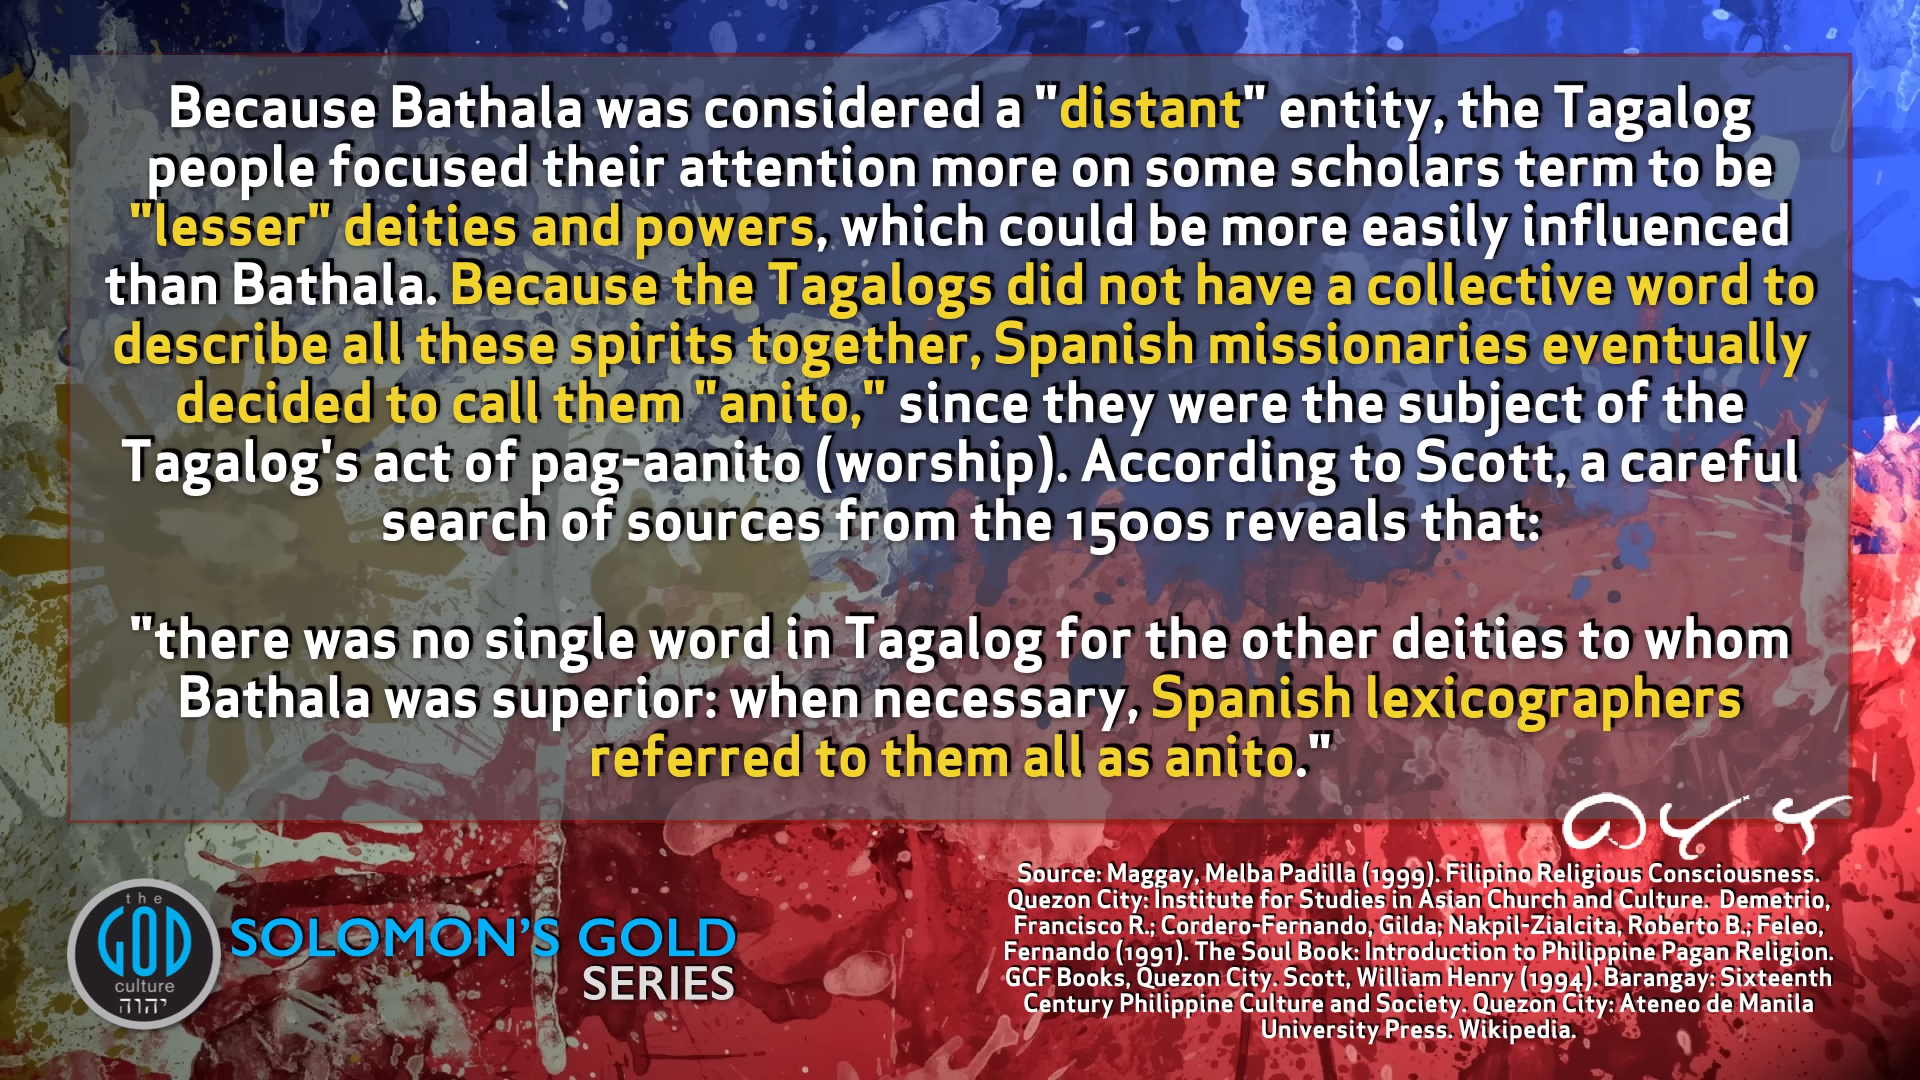 Because Bathala was considered a "distant" entity, the Tagalog
people focused their attention more on some scholars term to be
"lesser" deities and powers, which could be more easily influenced
than Bathala. Because the Tagalogs did not have a collective word to
describe all these spirits together, Spanish missionaries eventually
decided to call them "anito," since they were the subject of the
Tagalog's act of pag-aanito (worship). According to Scott, a careful
search of sources from the 1500s reveals that:
"there was no single word in Tagalog for the other deities to whom
Bathala was superior: when necessary, Spanish lexicographers
referred to them all as anito."
Source: Maggay, Melba Padilla (1999). Filipino Religious Consciousness.
Quezon City: Institute for Studies in Asian Church and Culture. Demetrio,
Francisco R.; Cordero-Fernando, Gilda; Nakpil-Zialcita, Roberto B.; Feleo,
Fernando (1991). The Soul Book: Introduction to Philippine Pagan Religion.
GCF Books, Quezon City. Scott, William Henry (1994). Barangay: Sixteenth
Century Philippine Culture and Society. Quezon City: Ateneo de Manila
University Press. Wikipedia.
the
GOD
culture
יהוה
SOLOMON'S GOLD
SERIES